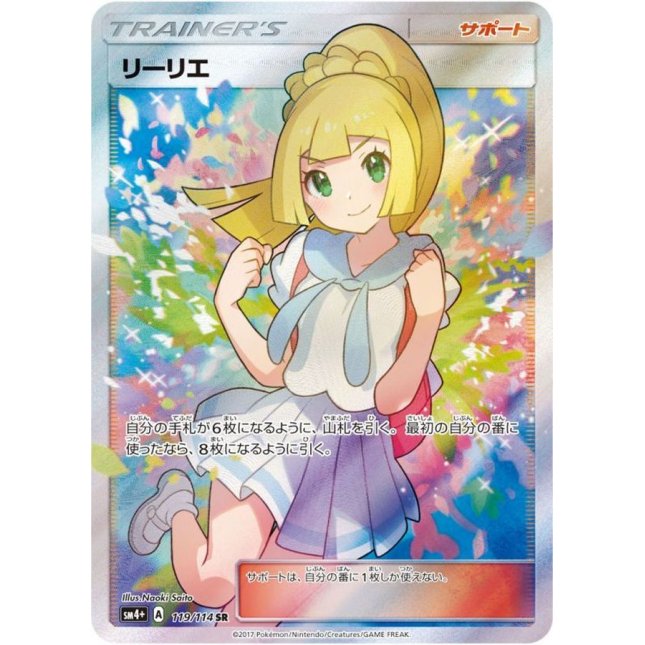 TRAINER'S
サポート
リーリエ
自分の手札が6枚になるように、山札を引く。最初の自分の番に
使ったなら、8枚になるように引く。
サポートは、自分の番に1枚しか使えない。
Illus. Naoki Saito
SM4+ A 119/114 SR
©2017 Pokémon/Nintendo/Creatures/GAME FREAK.